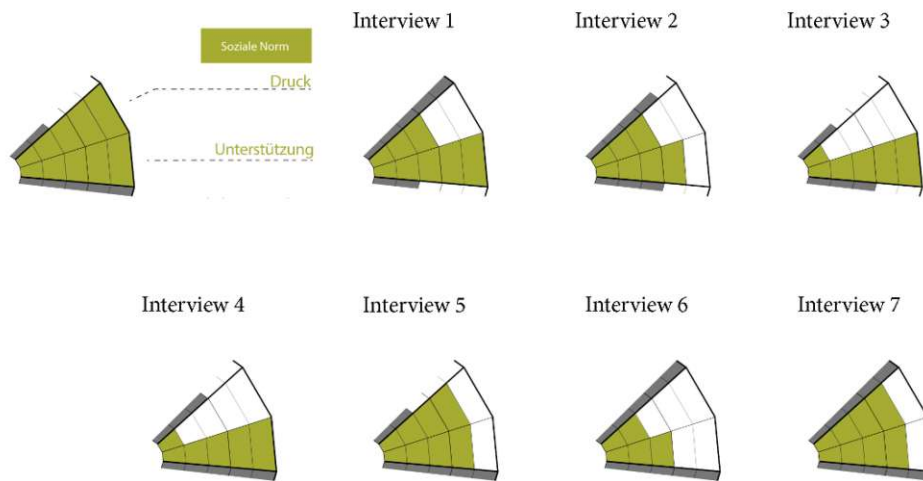 Interview 1
Interview 2
Interview 3
Soziale Norm
Druck
Unterstützung
Interview 4
Interview 5
Interview 6
Interview 7